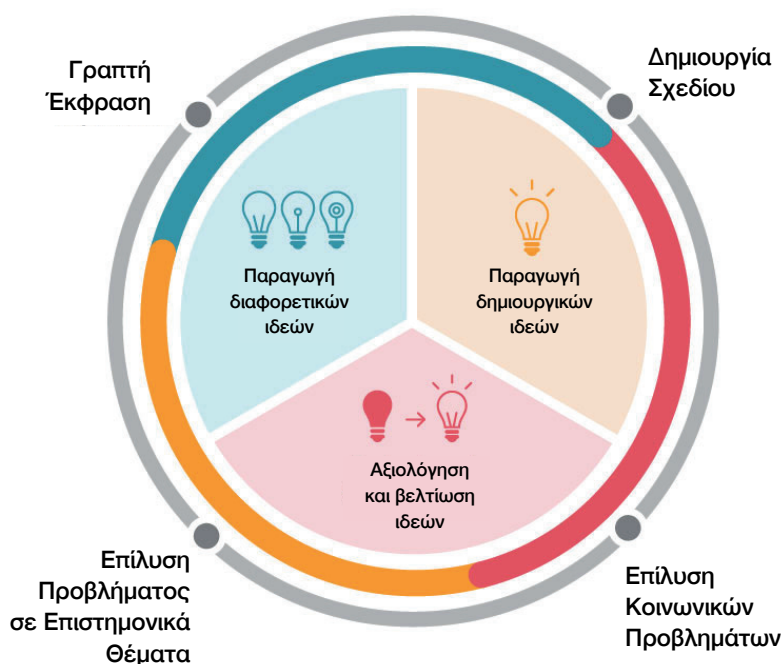 Γραπτή
Έκφραση
Δημιουργία
Σχεδίου
Παραγωγή
διαφορετικών
ιδεών
Παραγωγή
δημιουργικών
ιδεών
Αξιολόγηση
και βελτίωση
ιδεών
Επίλυση
Προβλήματος
σε Επιστημονικά
Θέματα
Επίλυση
Κοινωνικών
Προβλημάτων